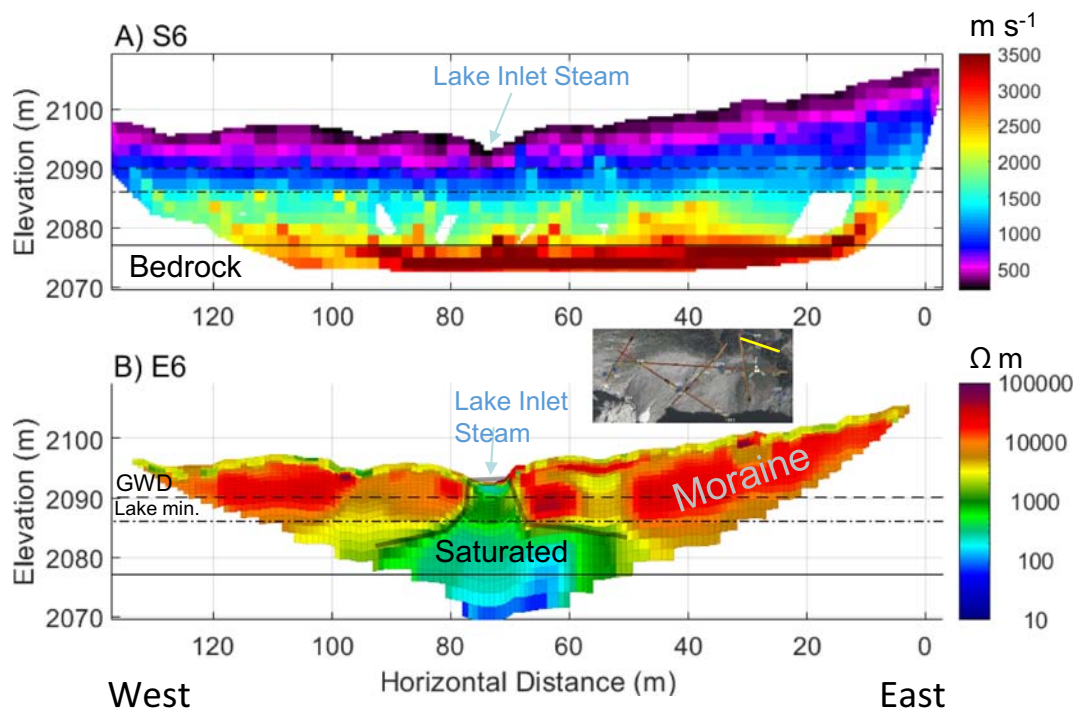 A) S6
m s-1
Lake Inlet Steam
Elevation (m)
2100
2090
2080
2070
Bedrock
120
100
80
60
40
20
0
3500
3000
2500
2000
1500
1000
500
B) E6
Ω m
Lake Inlet
Steam
Elevation (m)
2100
2090
2080
2070
GWD
Lake min.
Moraine
Saturated
120
100
80
60
40
20
0
100000
10000
1000
100
10
Horizontal Distance (m)
West
East